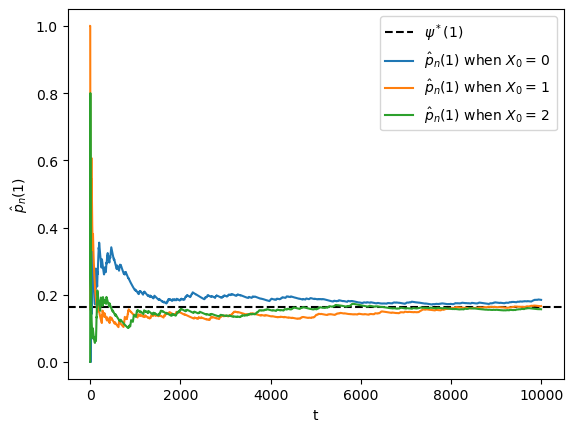 1.0
0.8
0.6
0.4
0.2
0.0
p̂ₙ(1)
0 2000 4000 6000 8000 10000
t
ψ*(1)
p̂ₙ(1) when X₀ = 0
p̂ₙ(1) when X₀ = 1
p̂ₙ(1) when X₀ = 2